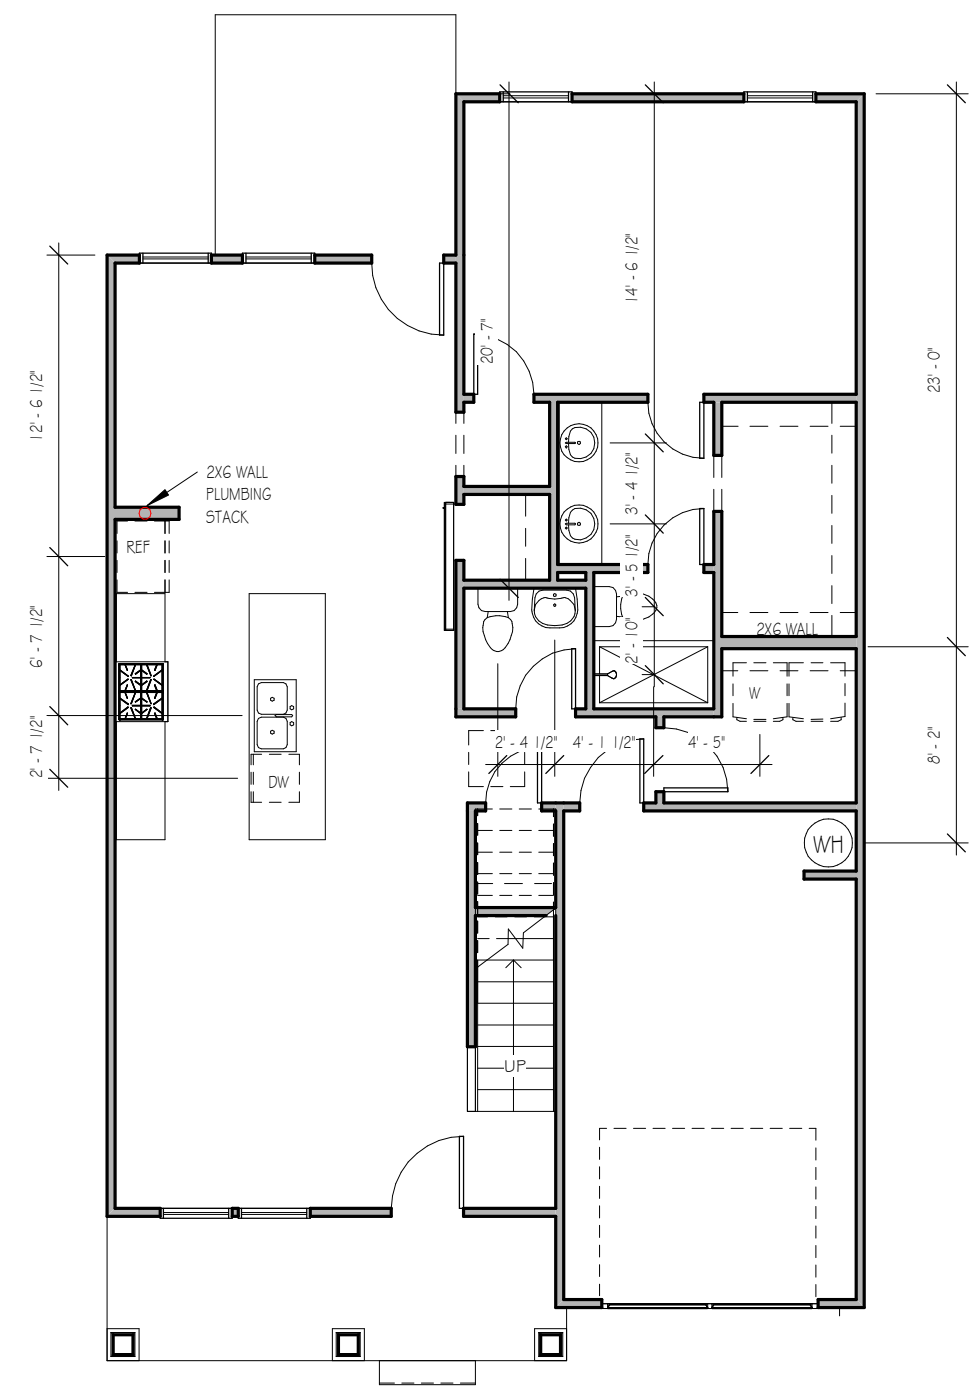 14' - 6 1/2"
20' - 7"
23' - 0"
12' - 6 1/2"
2X6 WALL
PLUMBING
STACK
3' - 4 1/2"
REF
3' - 5 1/2"
6' - 7 1/2"
2' - 10"
2X6 WALL
W
2' - 7 1/2"
2' - 4 1/2"
4' - 1 1/2"
4' - 5"
8' - 2"
DW
WH
UP